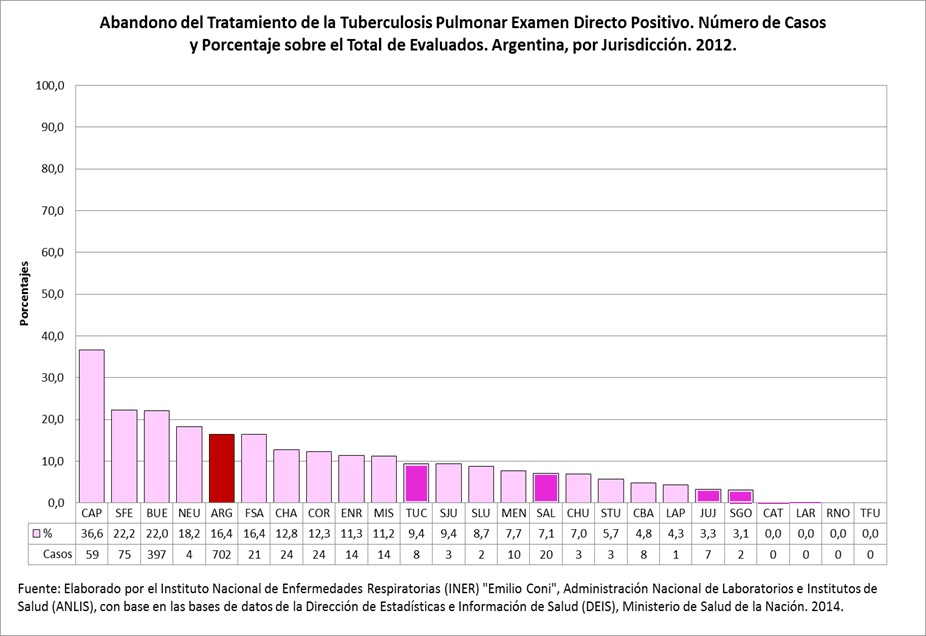 Abandono del Tratamiento de la Tuberculosis Pulmonar Examen Directo Positivo. Número de Casos
y Porcentaje sobre el Total de Evaluados. Argentina, por Jurisdicción. 2012.
100,0
90,0
80,0
70,0
60,0
50,0
40,0
30,0
20,0
10,0
0,0
Porcentajes
CAP SFE BUE NEU ARG FSA CHA COR ENR MIS TUC SJU SLU MEN SAL CHU STU CBA LAP JUJ SGO CAT LAR RNO TFU
% 36,6 22,2 22,0 18,2 16,4 16,4 12,8 12,3 11,3 11,2 9,4 9,4 8,7 7,7 7,1 7,0 5,7 4,8 4,3 3,3 3,1 0,0 0,0 0,0 0,0
Casos 59 75 397 4 702 21 24 24 14 14 8 3 2 10 20 3 3 8 1 7 2 0 0 0 0
Fuente: Elaborado por el Instituto Nacional de Enfermedades Respiratorias (INER) "Emilio Coni", Administración Nacional de Laboratorios e Institutos de
Salud (ANLIS), con base en las bases de datos de la Dirección de Estadísticas e Información de Salud (DEIS), Ministerio de Salud de la Nación. 2014.